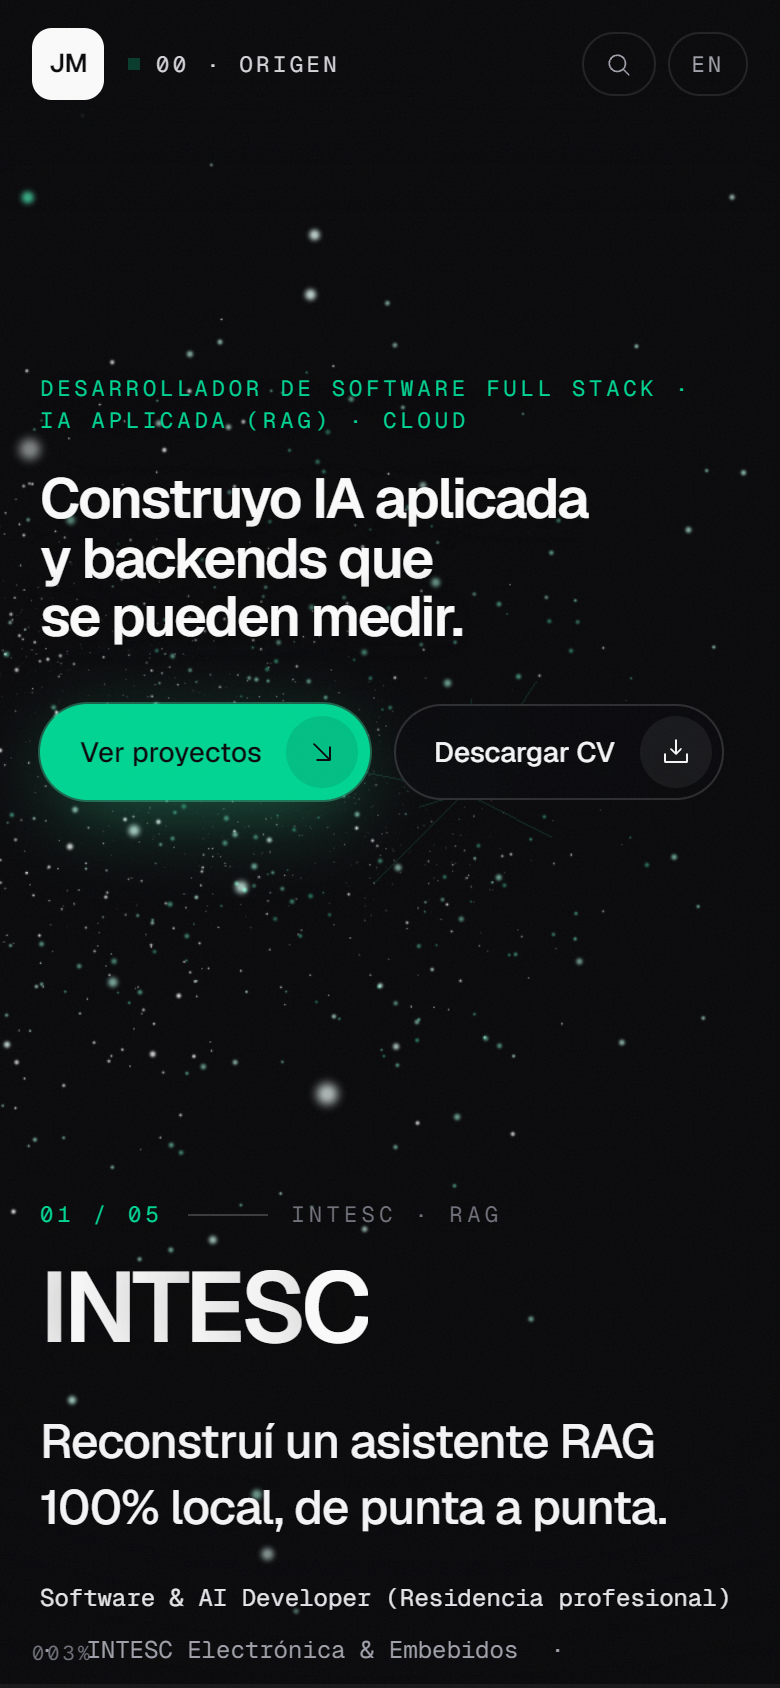 JM
00 · ORIGEN
EN
DESARROLLADOR DE SOFTWARE FULL STACK ·
IA APLICADA (RAG) · CLOUD
Construyo IA aplicada
y backends que
se pueden medir.
Ver proyectos
Descargar CV
01 / 05
INTESC · RAG
INTESC
Reconstruí un asistente RAG
100% local, de punta a punta.
Software & AI Developer (Residencia profesional)
· INTESC Electrónica & Embebidos ·
003%